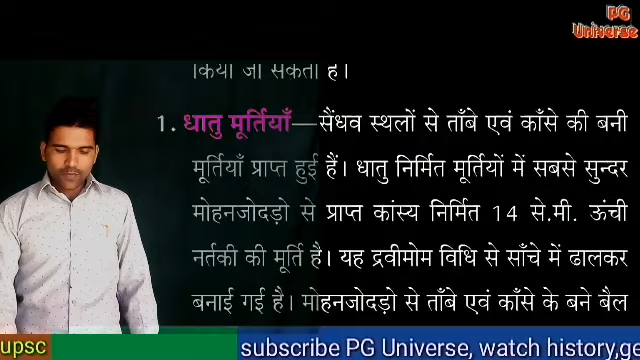 PG
Universe
किया जा सकता है।
1. धातु मूर्तियाँ—सैंधव स्थलों से ताँबे एवं काँसे की बनी
मूर्तियाँ प्राप्त हुई हैं। धातु निर्मित मूर्तियों में सबसे सुन्दर
मोहनजोदड़ो से प्राप्त कांस्य निर्मित 14 से.मी. ऊंची
नर्तकी की मूर्ति है। यह द्रवीमोम विधि से साँचे में ढालकर
बनाई गई है। मोहनजोदड़ो से ताँबे एवं काँसे के बने बैल
upsc subscribe PG Universe, watch history,ge